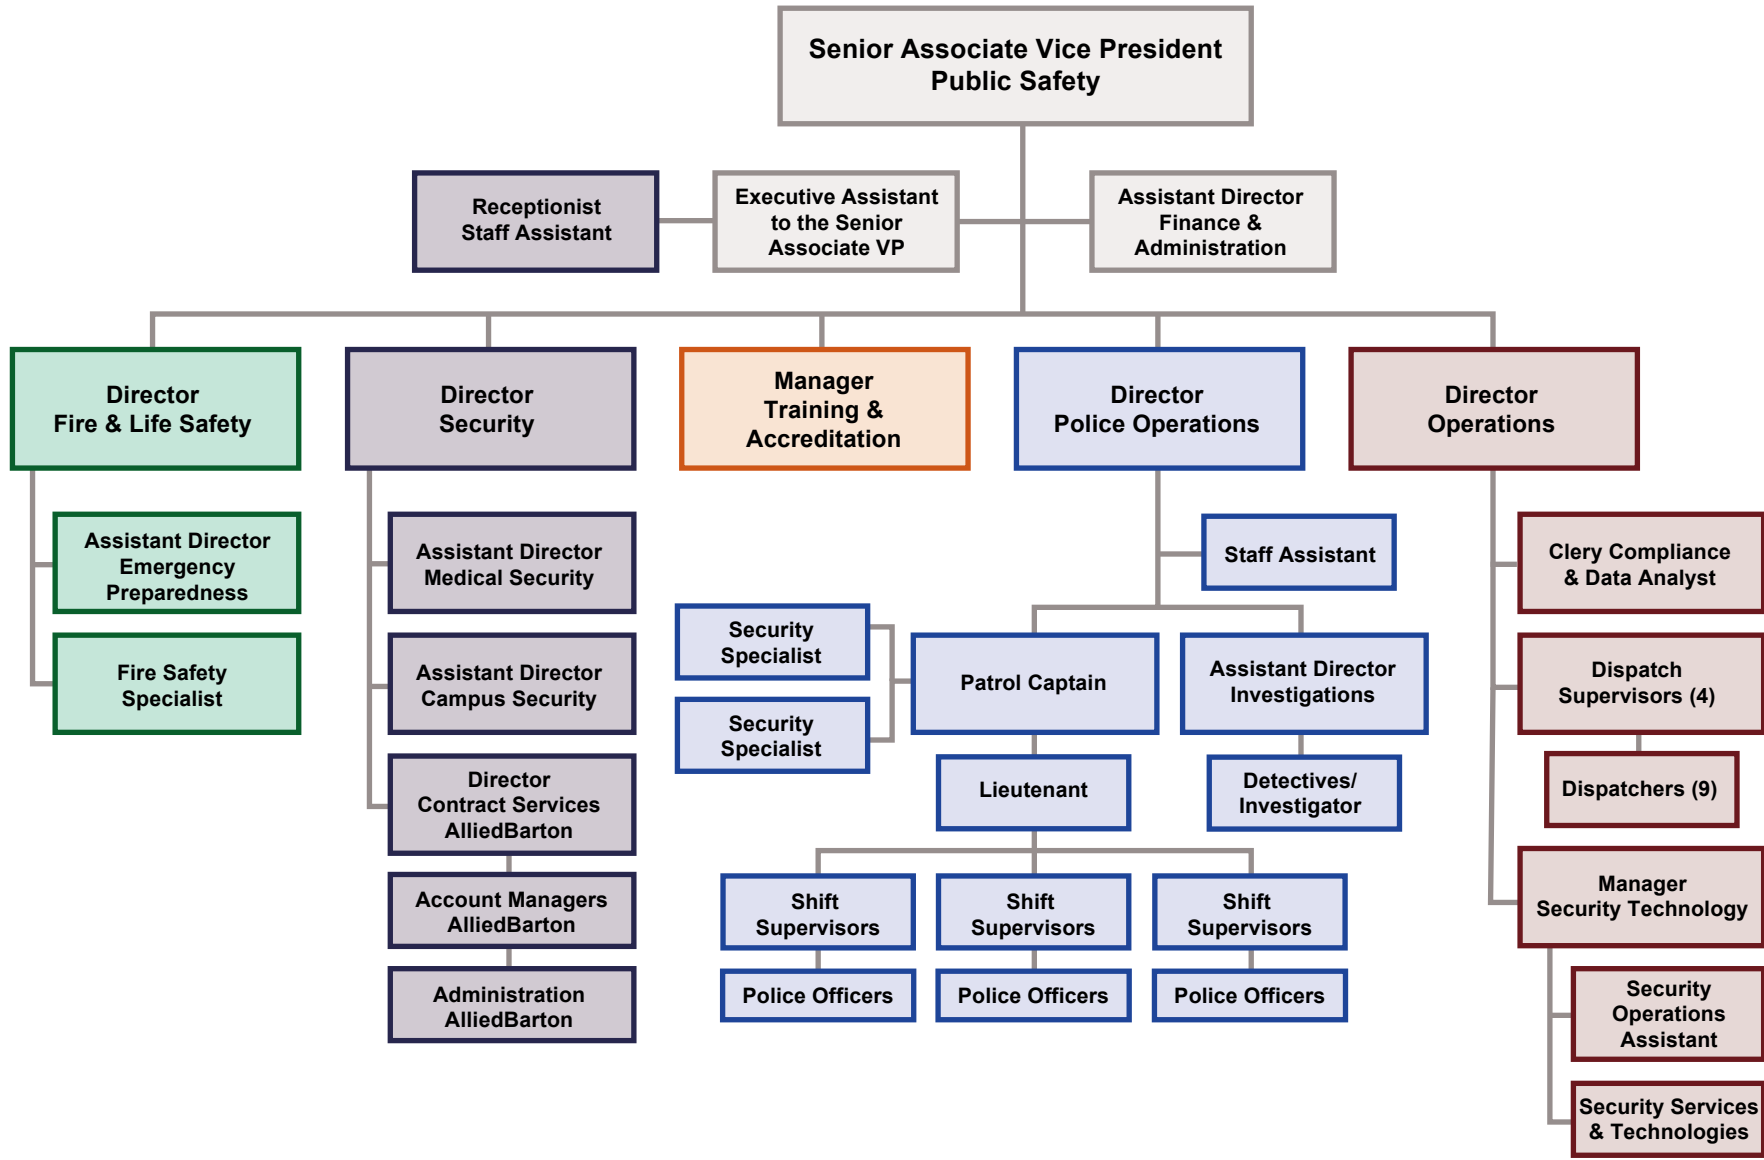 Senior Associate Vice President
Public Safety
Receptionist
Staff Assistant
Executive Assistant
to the Senior
Associate VP
Assistant Director
Finance &
Administration
Director
Fire & Life Safety
Director
Security
Manager
Training &
Accreditation
Director
Police Operations
Director
Operations
Assistant Director
Emergency
Preparedness
Fire Safety
Specialist
Assistant Director
Medical Security
Assistant Director
Campus Security
Director
Contract Services
AlliedBarton
Account Managers
AlliedBarton
Administration
AlliedBarton
Staff Assistant
Security
Specialist
Security
Specialist
Patrol Captain
Assistant Director
Investigations
Lieutenant
Detectives/
Investigator
Shift
Supervisors
Shift
Supervisors
Shift
Supervisors
Police Officers
Police Officers
Police Officers
Clery Compliance
& Data Analyst
Dispatch
Supervisors (4)
Dispatchers (9)
Manager
Security Technology
Security
Operations
Assistant
Security Services
& Technologies